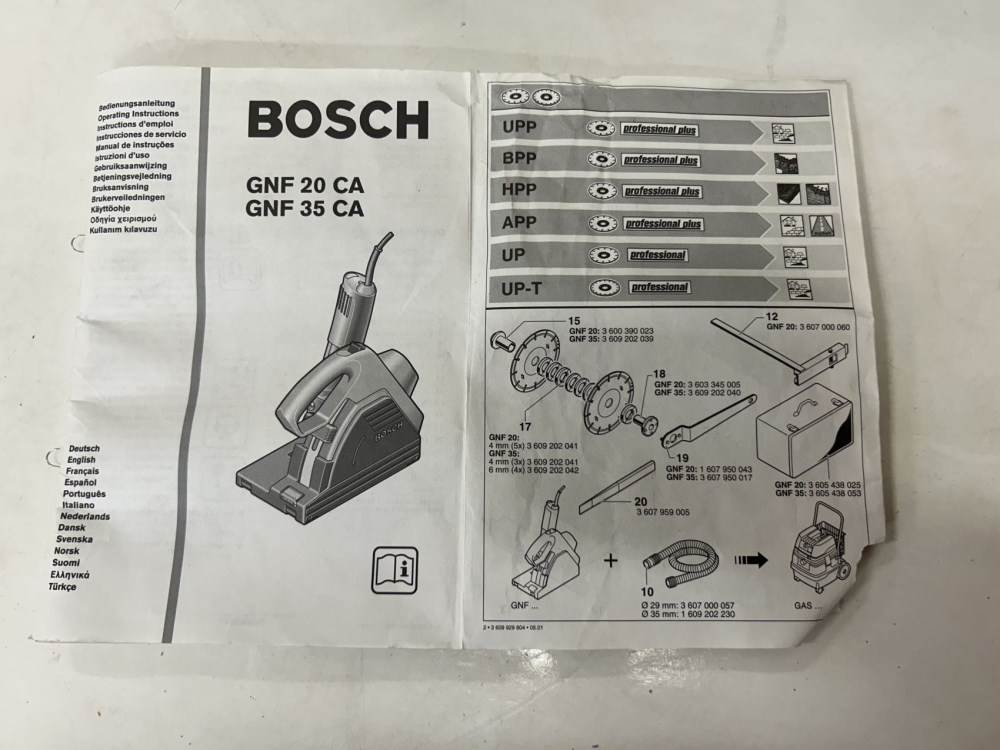 Bedienungsanleitung
Operating Instructions
Instructions d'emploi
Instrucciones de servicio
Manual de instruções
Istruzioni d'uso
Gebruiksaanwijzing
Betjeningsvejledning
Bruksanvisning
Brukerveiledningen
Käyttöohje
Οδηγία χειρισμού
Kullanım kılavuzu
BOSCH
GNF 20 CA
GNF 35 CA
BOSCH
Deutsch
English
Français
Español
Português
Italiano
Nederlands
Dansk
Svenska
Norsk
Suomi
Ελληνικά
Türkçe
i
UPP professional plus
BPP professional plus
HPP professional plus
APP professional plus
UP professional
UP-T professional
15
GNF 20: 3 600 390 023
GNF 35: 3 609 202 039
12
GNF 20: 3 607 000 060
18
GNF 20: 3 603 345 005
GNF 35: 3 609 202 040
17
GNF 20:
4 mm (5x) 3 609 202 041
GNF 35:
4 mm (3x) 3 609 202 041
6 mm (4x) 3 609 202 042
19
GNF 20: 1 607 950 043
GNF 35: 3 607 950 017
GNF 20: 3 605 438 025
GNF 35: 3 605 438 053
20
3 607 959 005
GNF ...
+
10
Ø 29 mm: 3 607 000 057
Ø 35 mm: 1 609 202 230
GAS ...
2 • 3 609 929 804 • 05.01